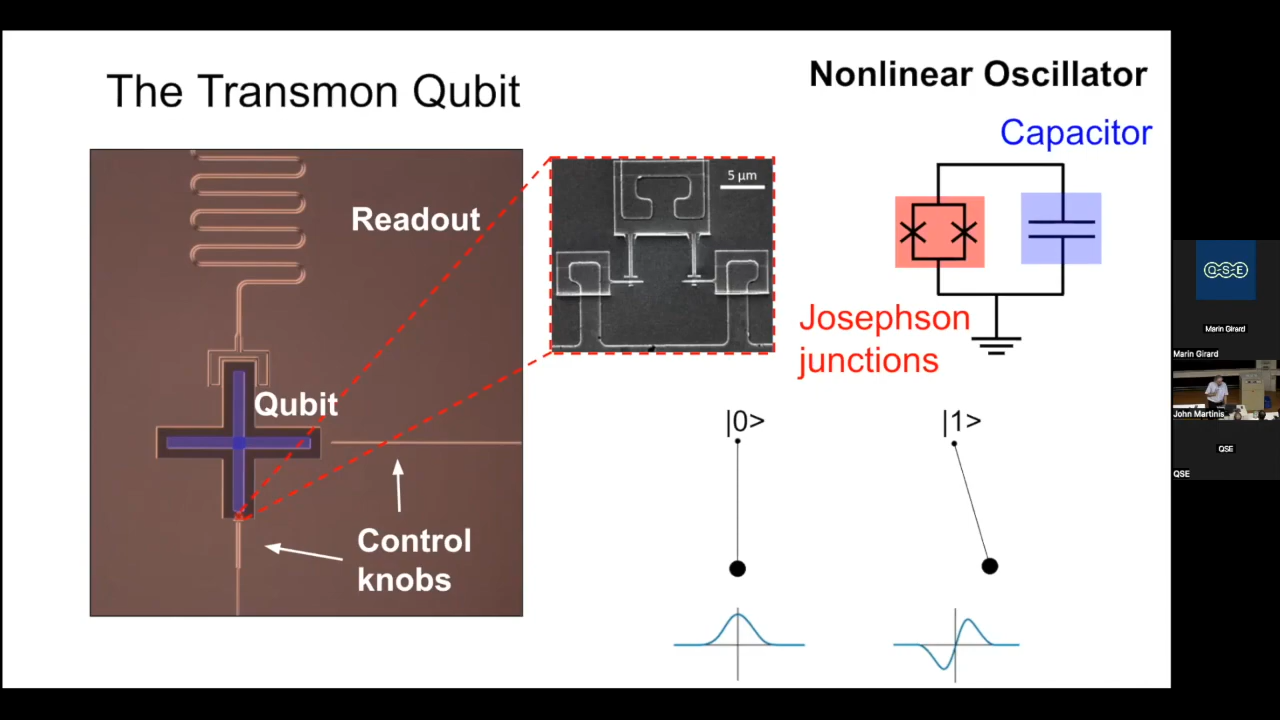 The Transmon Qubit
Nonlinear Oscillator
Capacitor
Readout
5 µm
Josephson
junctions
Qubit
Control
knobs
|0>
|1>
QSE
Marin Girard
Marin Girard
John Martinis
QSE
QSE